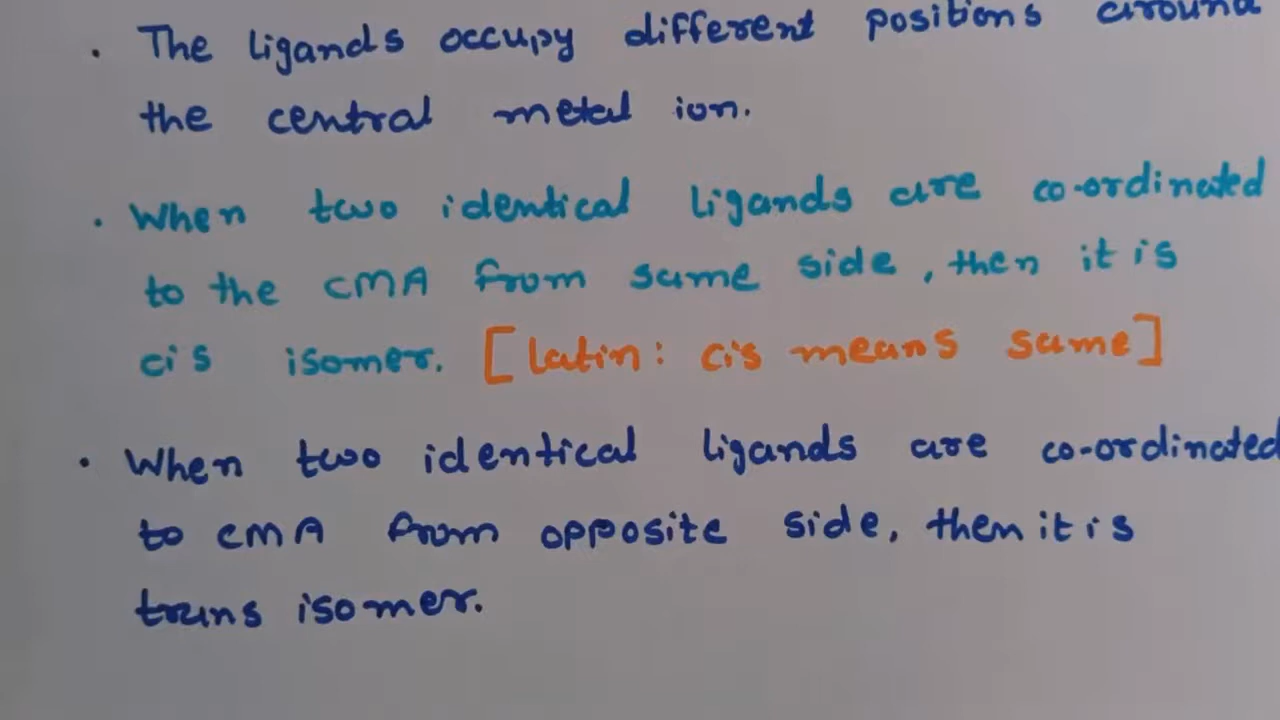 • The ligands occupy different positions around
the central metal ion.
• When two identical ligands are co-ordinated
to the CMA from same side, then it is
cis isomer. [latin: cis means same]
• When two identical ligands are co-ordinated
to CMA from opposite side, then it is
trans isomer.